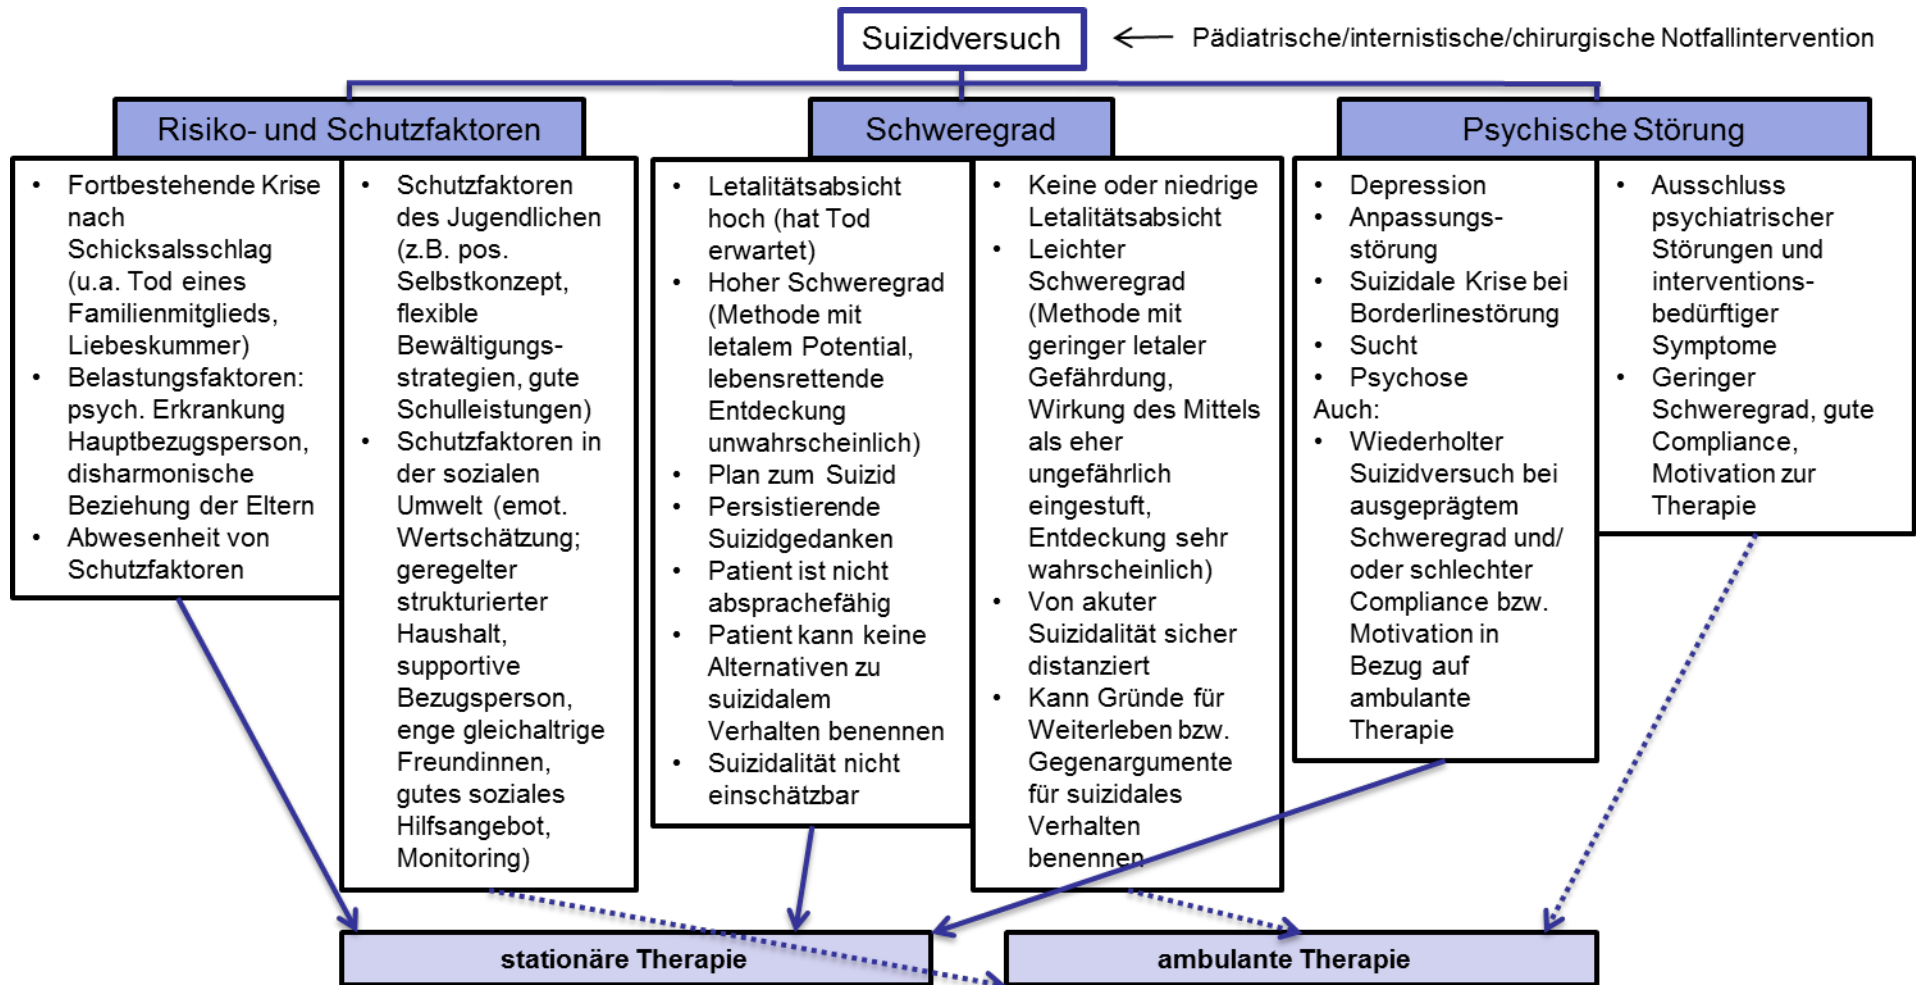 Suizidversuch
Pädiatrische/internistische/chirurgische Notfallintervention
Risiko- und Schutzfaktoren
• Fortbestehende Krise
nach
Schicksalsschlag
(u.a. Tod eines
Familienmitglieds,
Liebeskummer)
• Belastungsfaktoren:
psych. Erkrankung
Hauptbezugsperson,
disharmonische
Beziehung der Eltern
• Abwesenheit von
Schutzfaktoren
• Schutzfaktoren
des Jugendlichen
(z.B. pos.
Selbstkonzept,
flexible
Bewältigungs-
strategien, gute
Schulleistungen)
• Schutzfaktoren in
der sozialen
Umwelt (emot.
Wertschätzung;
geregelter
strukturierter
Haushalt,
supportive
Bezugsperson,
enge gleichaltrige
Freundinnen,
gutes soziales
Hilfsangebot,
Monitoring)
Schweregrad
• Letalitätsabsicht
hoch (hat Tod
erwartet)
• Hoher Schweregrad
(Methode mit
letalem Potential,
lebensrettende
Entdeckung
unwahrscheinlich)
• Plan zum Suizid
• Persistierende
Suizidgedanken
• Patient ist nicht
absprachefähig
• Patient kann keine
Alternativen zu
suizidalem
Verhalten benennen
• Suizidalität nicht
einschätzbar
• Keine oder niedrige
Letalitätsabsicht
• Leichter
Schweregrad
(Methode mit
geringer letaler
Gefährdung,
Wirkung des Mittels
als eher
ungefährlich
eingestuft,
Entdeckung sehr
wahrscheinlich)
• Von akuter
Suizidalität sicher
distanziert
• Kann Gründe für
Weiterleben bzw.
Gegenargumente
für suizidales
Verhalten
benennen
Psychische Störung
• Depression
• Anpassungs-
störung
• Suizidale Krise bei
Borderlinestörung
• Sucht
• Psychose
Auch:
• Wiederholter
Suizidversuch bei
ausgeprägtem
Schweregrad und/
oder schlechter
Compliance bzw.
Motivation in
Bezug auf
ambulante
Therapie
• Ausschluss
psychiatrischer
Störungen und
interventions-
bedürftiger
Symptome
• Geringer
Schweregrad, gute
Compliance,
Motivation zur
Therapie
stationäre Therapie
ambulante Therapie